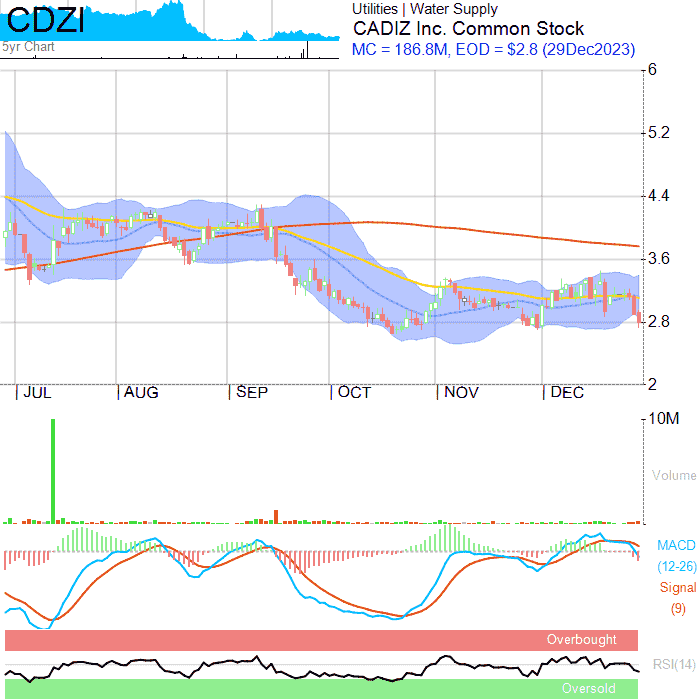 CDZI
5yr Chart
Utilities | Water Supply
CADIZ Inc. Common Stock
MC = 186.8M, EOD = $2.8 (29Dec2023)
6
5.2
4.4
3.6
2.8
2
JUL
AUG
SEP
OCT
NOV
DEC
10M
Volume
MACD
(12-26)
Signal
(9)
Overbought
RSI(14)
Oversold